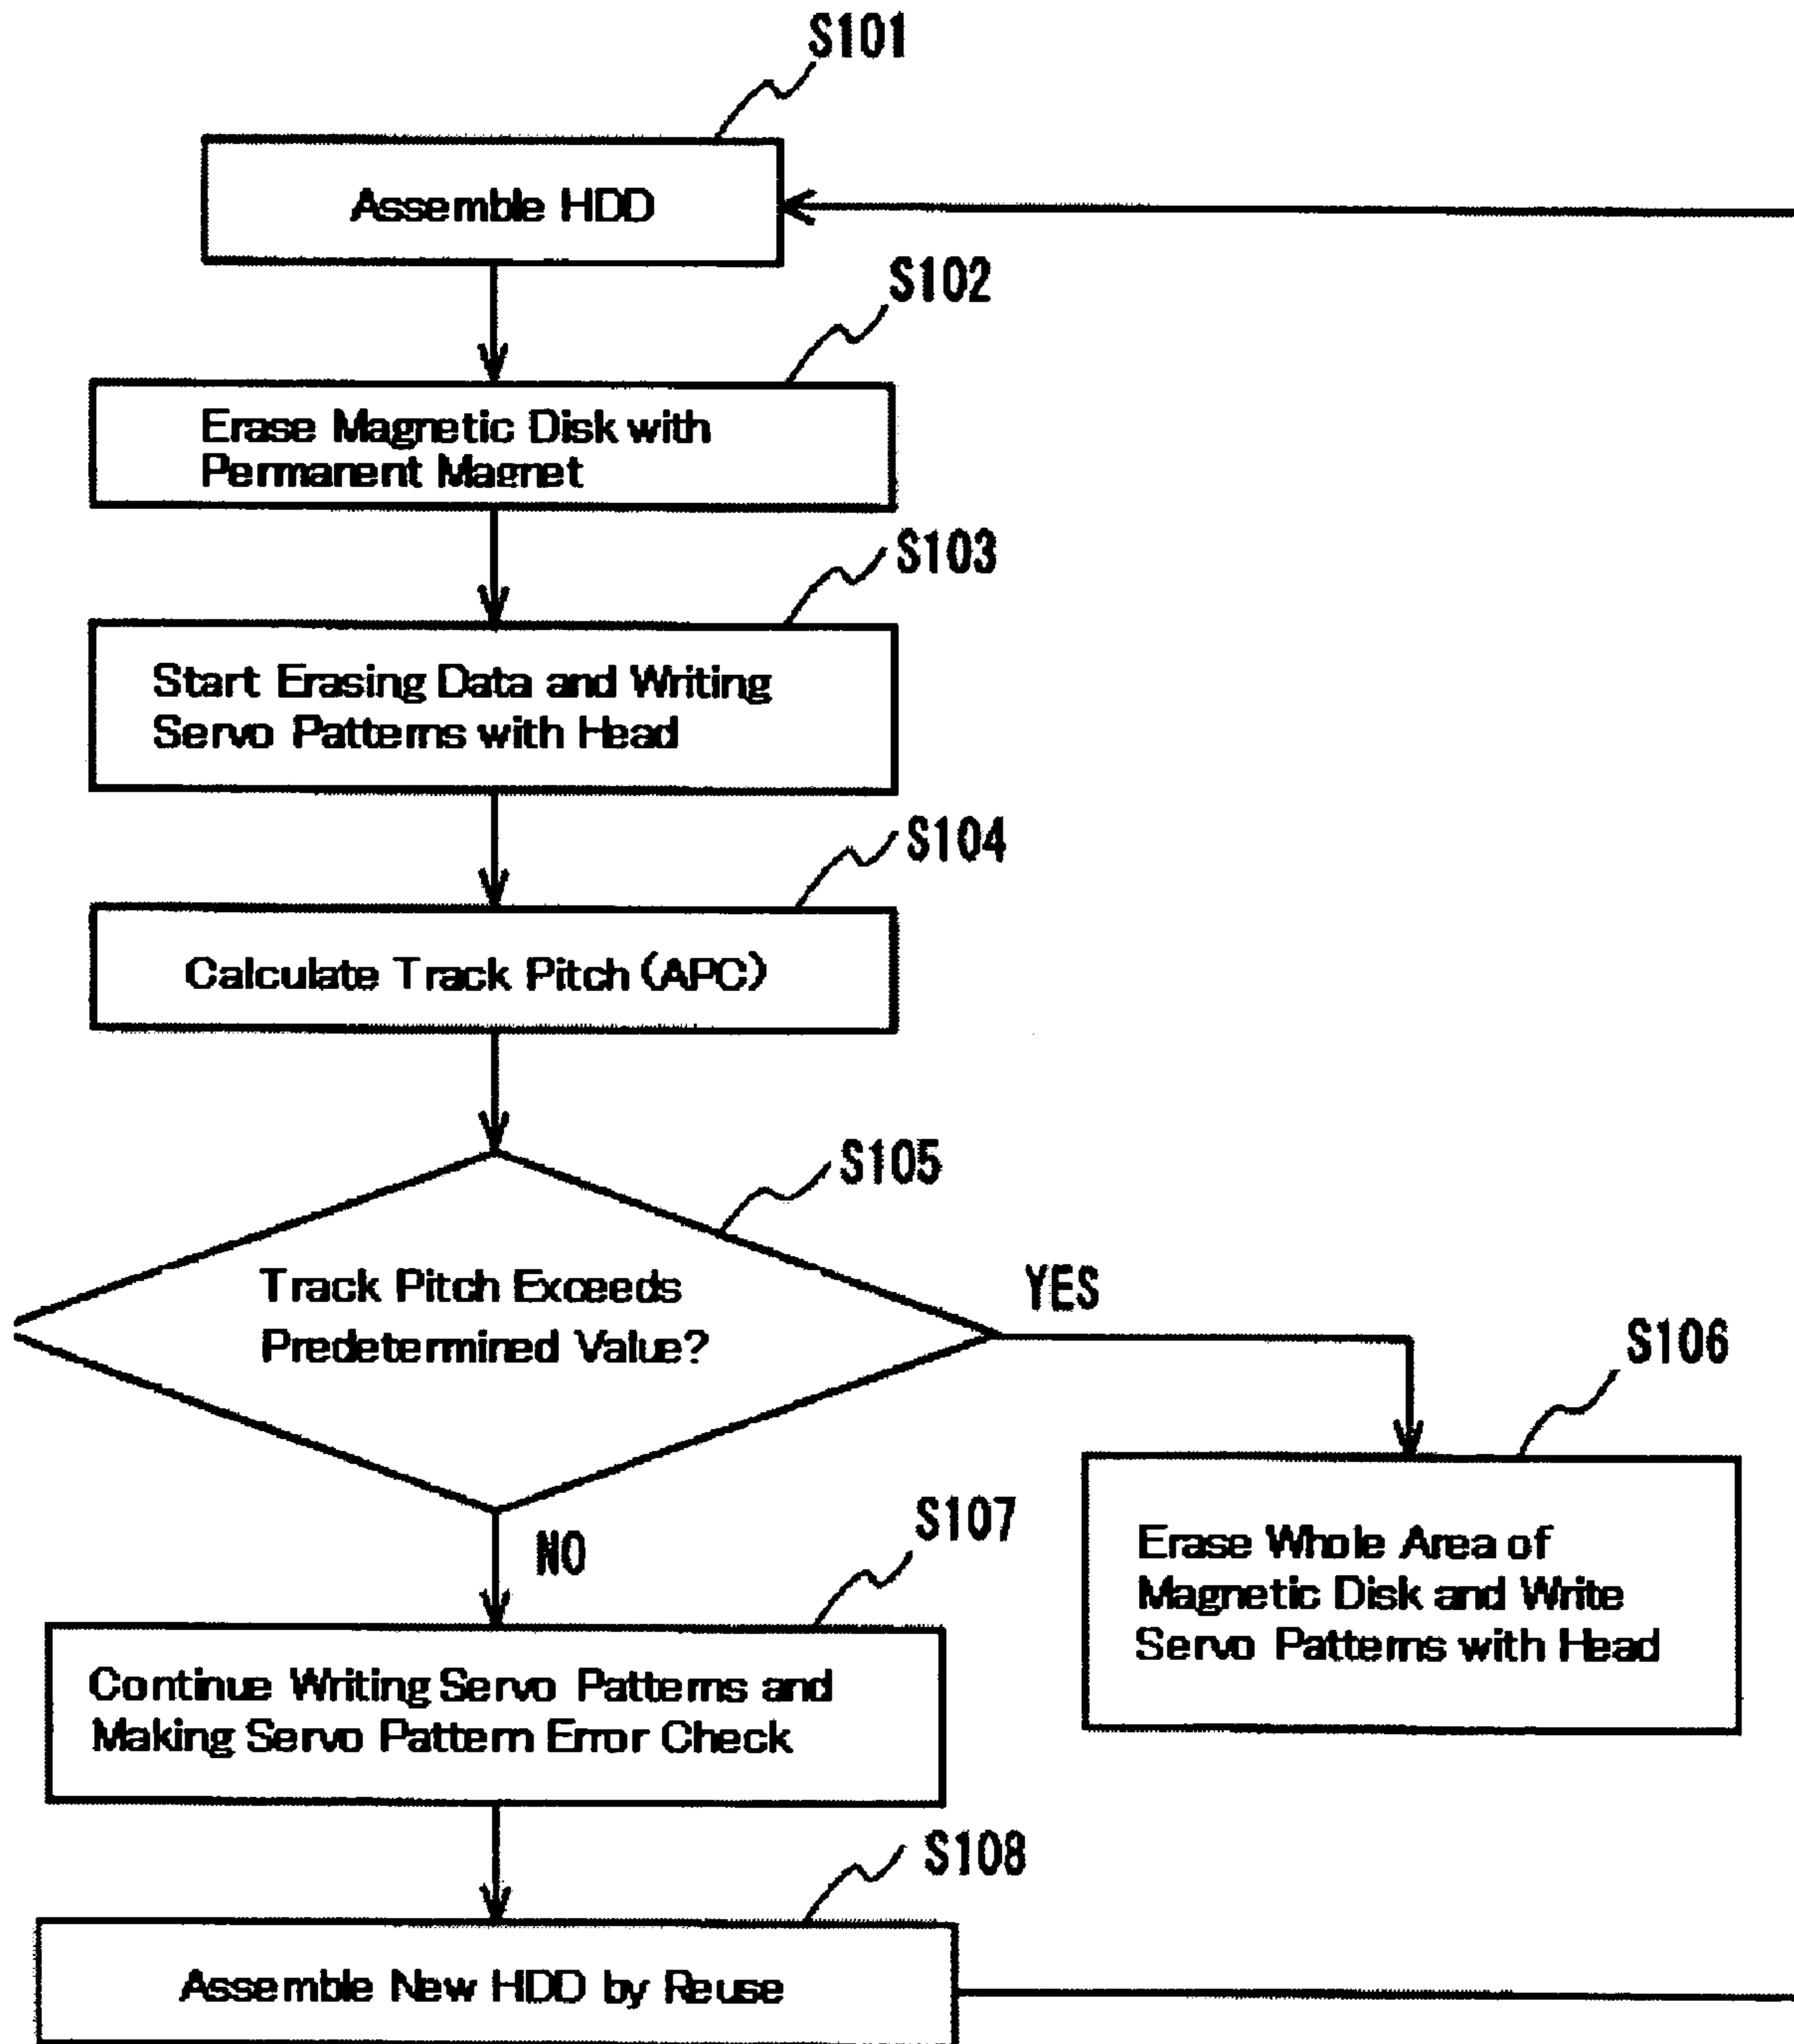 S101
Assemble HDD
S102
Erase Magnetic Disk with
Permanent Magnet
S103
Start Erasing Data and Writing
Servo Patterns with Head
S104
Calculate Track Pitch (APC)
S105
Track Pitch Exceeds
Predetermined Value?
YES
S106
Erase Whole Area of
Magnetic Disk and Write
Servo Patterns with Head
NO
S107
Continue Writing Servo Patterns and
Making Servo Pattern Error Check
S108
Assemble New HDD by Reuse